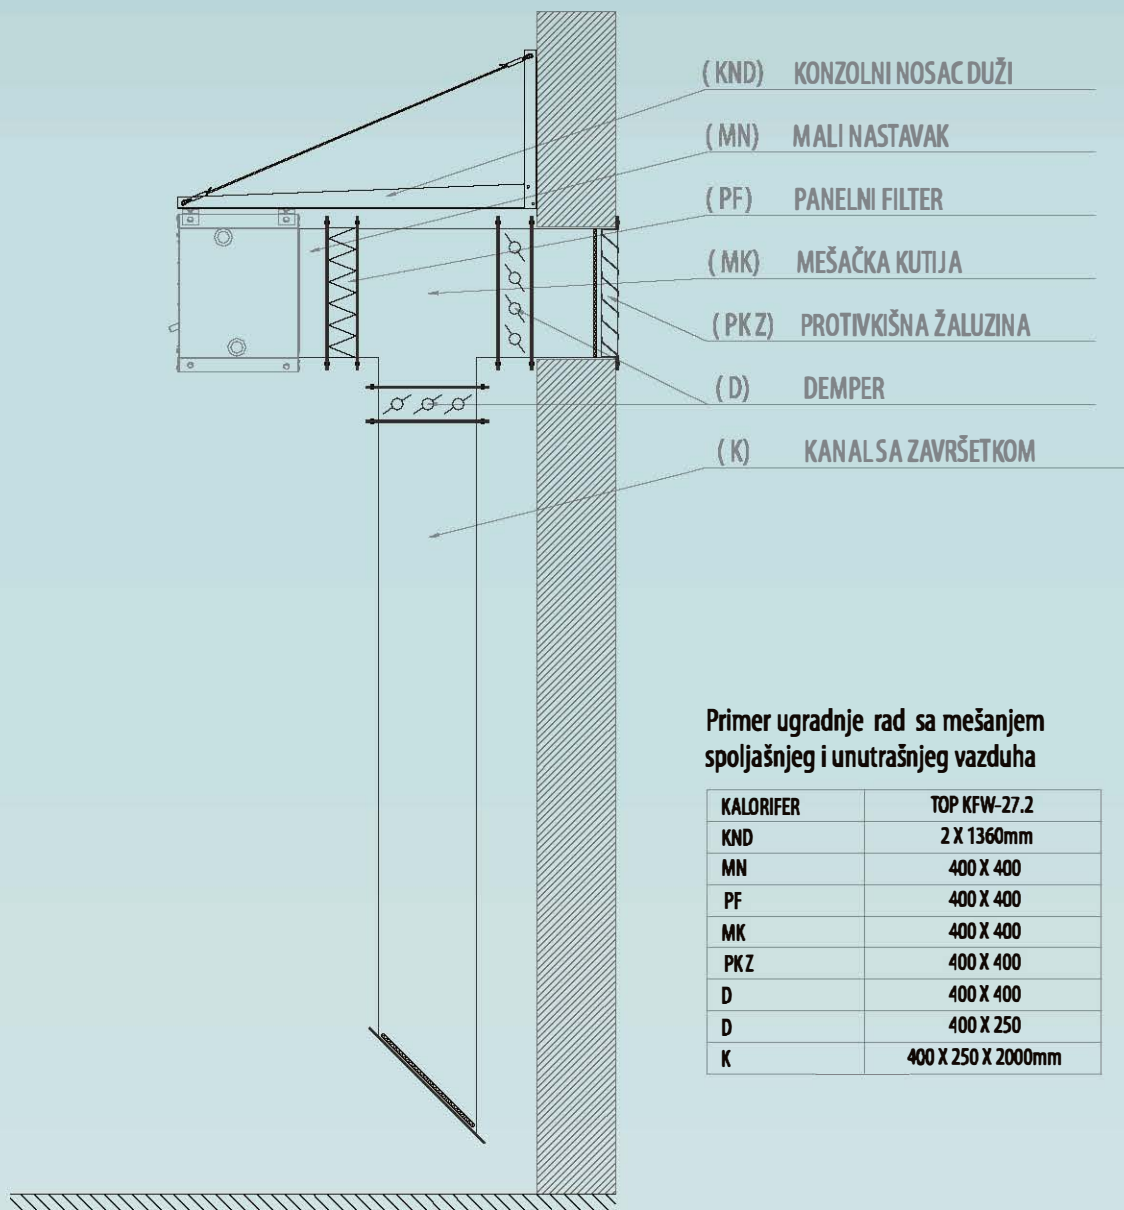 (KND) KONZOLNI NOSAC DUŽI
(MN) MALI NASTAVAK
(PF) PANELNI FILTER
(MK) MEŠAČKA KUTIJA
(PKZ) PROTIVKIŠNA ŽALUZINA
(D) DEMPER
(K) KANAL SA ZAVRŠETKOM
Primer ugradnje rad sa mešanjem
spoljašnjeg i unutrašnjeg vazduha
KALORIFER TOP KFW-27.2
KND 2 X 1360mm
MN 400 X 400
PF 400 X 400
MK 400 X 400
PKZ 400 X 400
D 400 X 400
D 400 X 250
K 400 X 250 X 2000mm